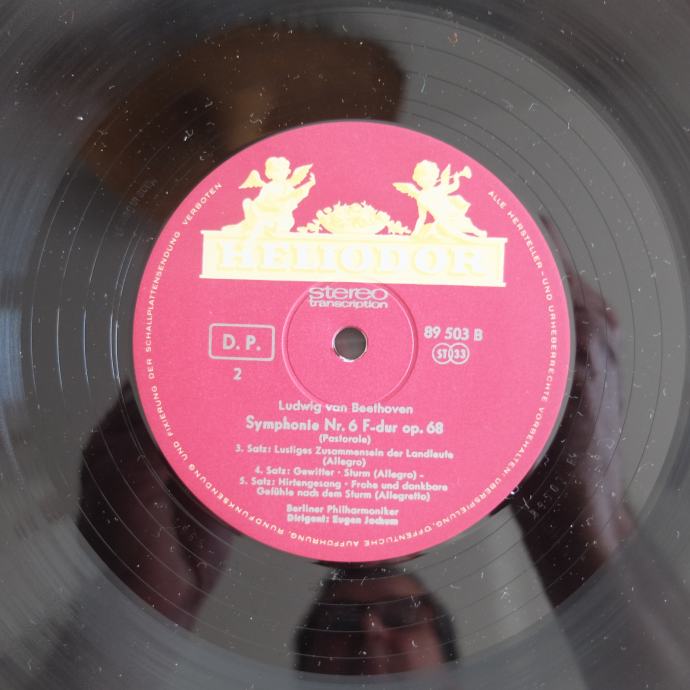 HELIODOR
stereo
transcription
D. P.
2
89 503 B
ST 33
Ludwig van Beethoven
Symphonie Nr. 6 F-dur op. 68
(Pastorale)
3. Satz: Lustiges Zusammensein der Landleute
(Allegro)
4. Satz: Gewitter · Sturm (Allegro) –
5. Satz: Hirtengesang · Frohe und dankbare
Gefühle nach dem Sturm (Allegretto)
Berliner Philharmoniker
Dirigent: Eugen Jochum
ALLE HERSTELLER- UND URHEBERRECHTE VORBEHALTEN · ÜBERSPIELUNG, ÖFFENTLICHE AUFFÜHRUNG, RUNDFUNKSENDUNG UND FIXIERUNG DER SCHALLPLATTENSENDUNG VERBOTEN